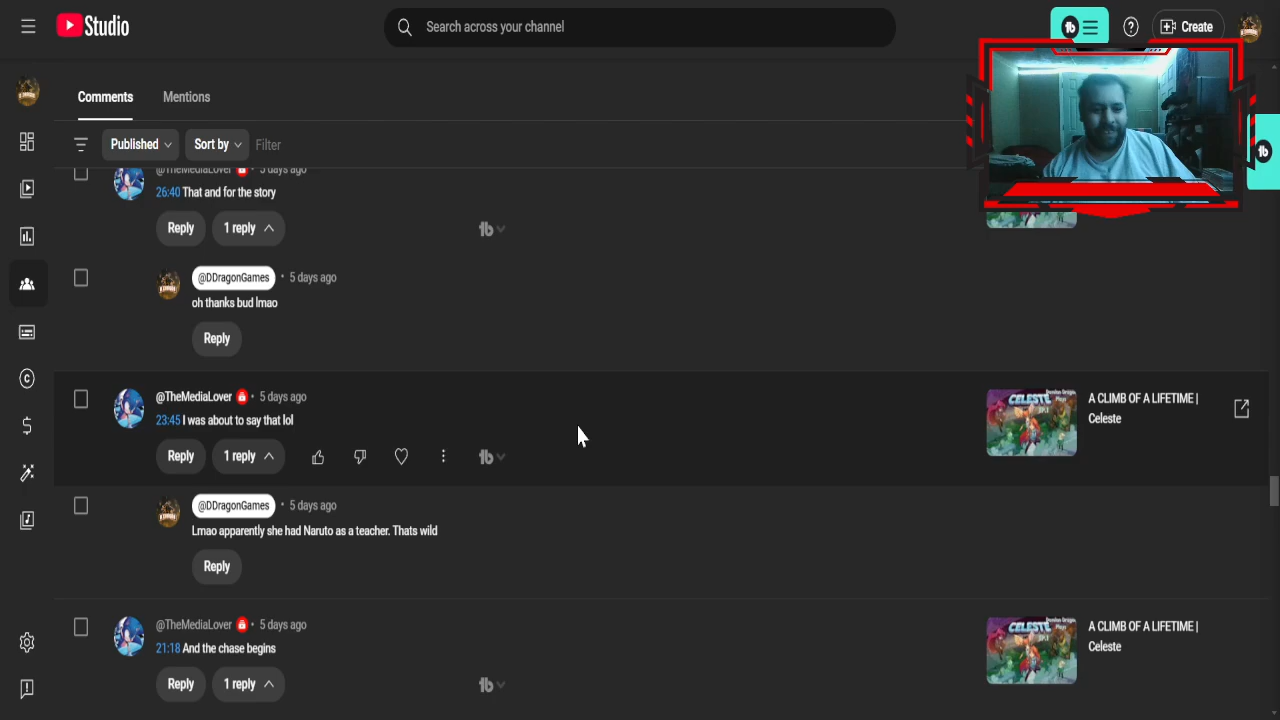 Studio
Search across your channel
Create
Comments
Mentions
Published
Sort by
Filter
@TheMediaLover • 5 days ago
26:40 That and for the story
Reply
1 reply
@DDragonGames • 5 days ago
oh thanks bud lmao
Reply
@TheMediaLover • 5 days ago
23:45 I was about to say that lol
Reply
1 reply
A CLIMB OF A LIFETIME |
Celeste
CELESTE
@DDragonGames • 5 days ago
Lmao apparently she had Naruto as a teacher. Thats wild
Reply
@TheMediaLover • 5 days ago
21:18 And the chase begins
Reply
1 reply
A CLIMB OF A LIFETIME |
Celeste
CELESTE